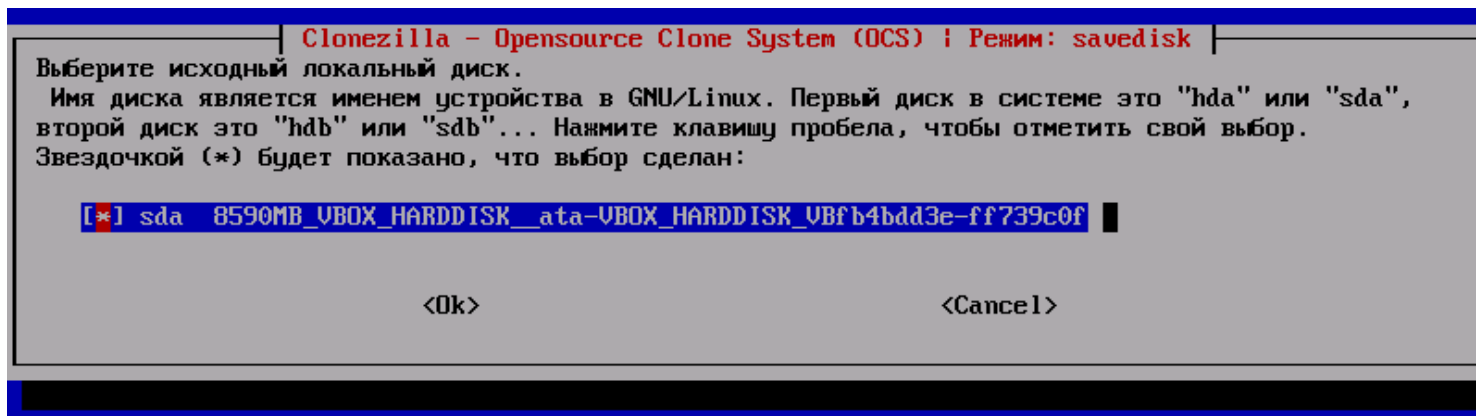 Clonezilla - Opensource Clone System (OCS) | Режим: savedisk
Выберите исходный локальный диск.
Имя диска является именем устройства в GNU/Linux. Первый диск в системе это "hda" или "sda",
второй диск это "hdb" или "sdb"... Нажмите клавишу пробела, чтобы отметить свой выбор.
Звездочкой (*) будет показано, что выбор сделан:
[*] sda 8590MB_VBOX_HARDDISK__ata-VBOX_HARDDISK_VBfb4bdd3e-ff739c0f
<Ok> <Cancel>